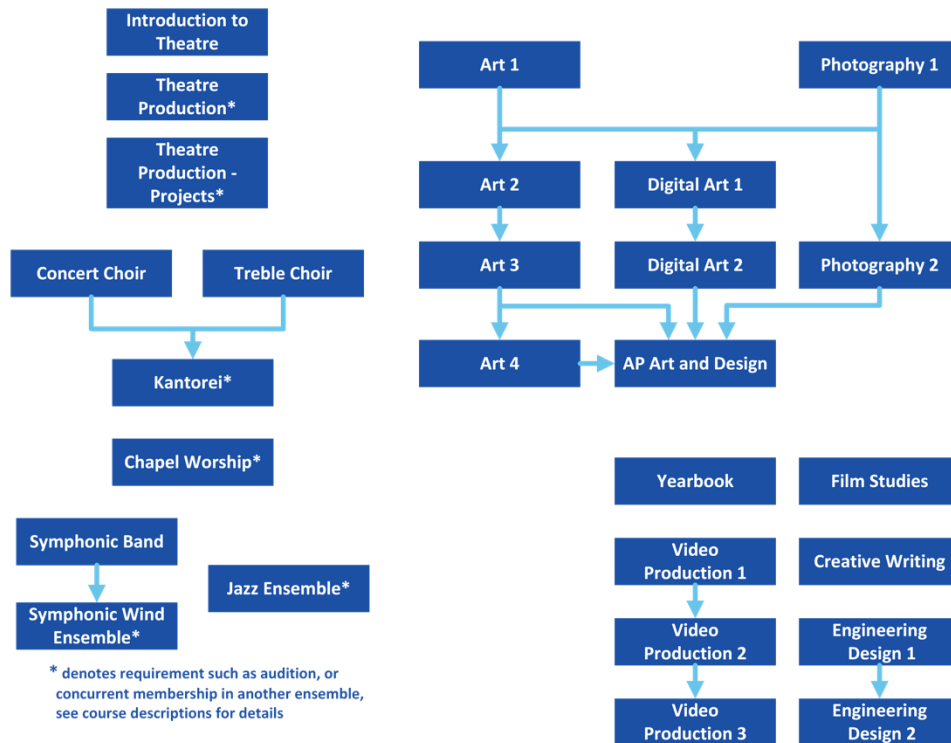 Introduction to
Theatre
Theatre
Production*
Theatre
Production -
Projects*
Concert Choir
Treble Choir
Kantorei*
Chapel Worship*
Symphonic Band
Jazz Ensemble*
Symphonic Wind
Ensemble*
* denotes requirement such as audition, or
concurrent membership in another ensemble,
see course descriptions for details
Art 1
Photography 1
Art 2
Digital Art 1
Art 3
Digital Art 2
Photography 2
Art 4
AP Art and Design
Yearbook
Film Studies
Video
Production 1
Creative Writing
Video
Production 2
Engineering
Design 1
Video
Production 3
Engineering
Design 2